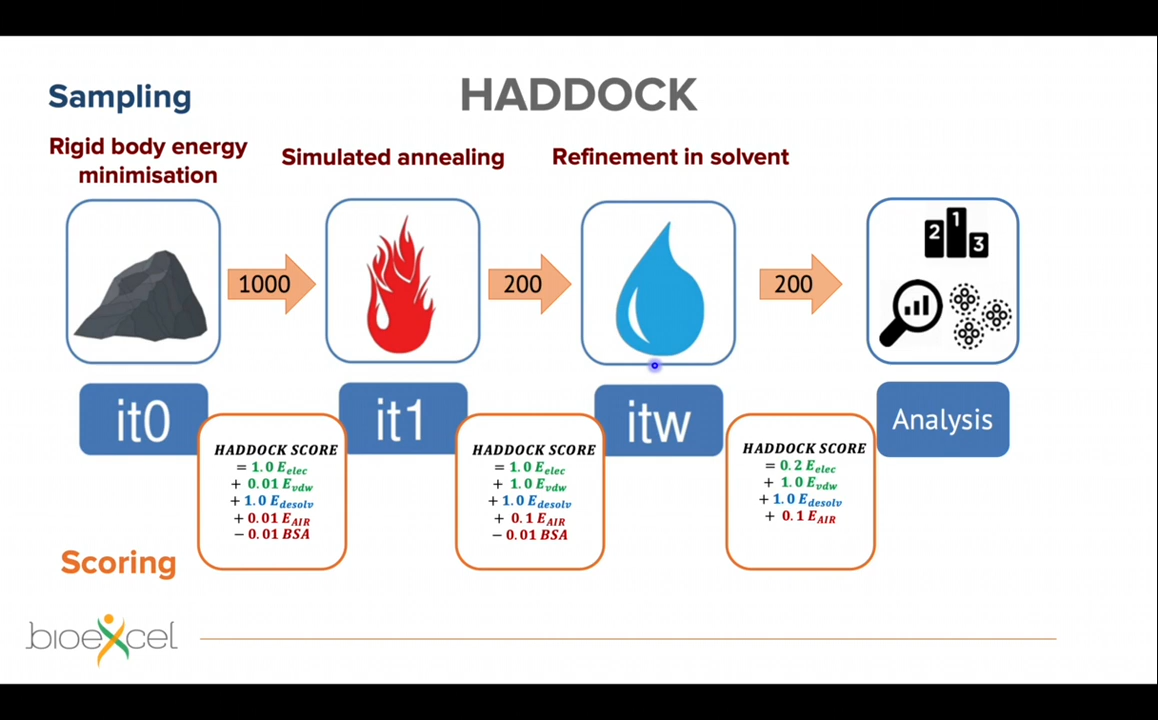 Sampling
HADDOCK
Rigid body energy
minimisation
Simulated annealing
Refinement in solvent
1000
200
200
2 1 3
it0
it1
itw
Analysis
HADDOCK SCORE
= 1.0 E_elec
+ 0.01 E_vdw
+ 1.0 E_desolv
+ 0.01 E_AIR
− 0.01 BSA
HADDOCK SCORE
= 1.0 E_elec
+ 1.0 E_vdw
+ 1.0 E_desolv
+ 0.1 E_AIR
− 0.01 BSA
HADDOCK SCORE
= 0.2 E_elec
+ 1.0 E_vdw
+ 1.0 E_desolv
+ 0.1 E_AIR
Scoring
bioexcel